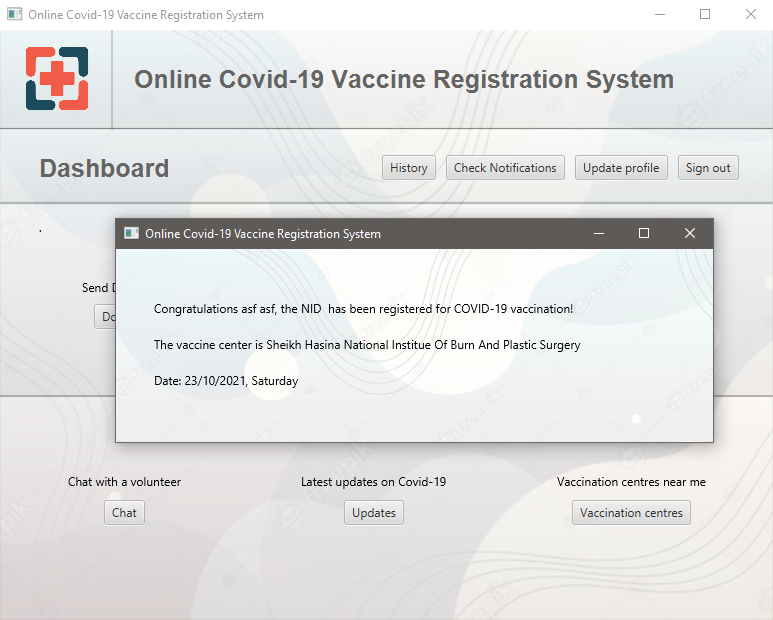 Online Covid-19 Vaccine Registration System
Online Covid-19 Vaccine Registration System
Dashboard
History
Check Notifications
Update profile
Sign out
Online Covid-19 Vaccine Registration System
Send
Congratulations asf asf, the NID  has been registered for COVID-19 vaccination!
The vaccine center is Sheikh Hasina National Institue Of Burn And Plastic Surgery
Date: 23/10/2021, Saturday
Chat with a volunteer
Latest updates on Covid-19
Vaccination centres near me
Chat
Updates
Vaccination centres